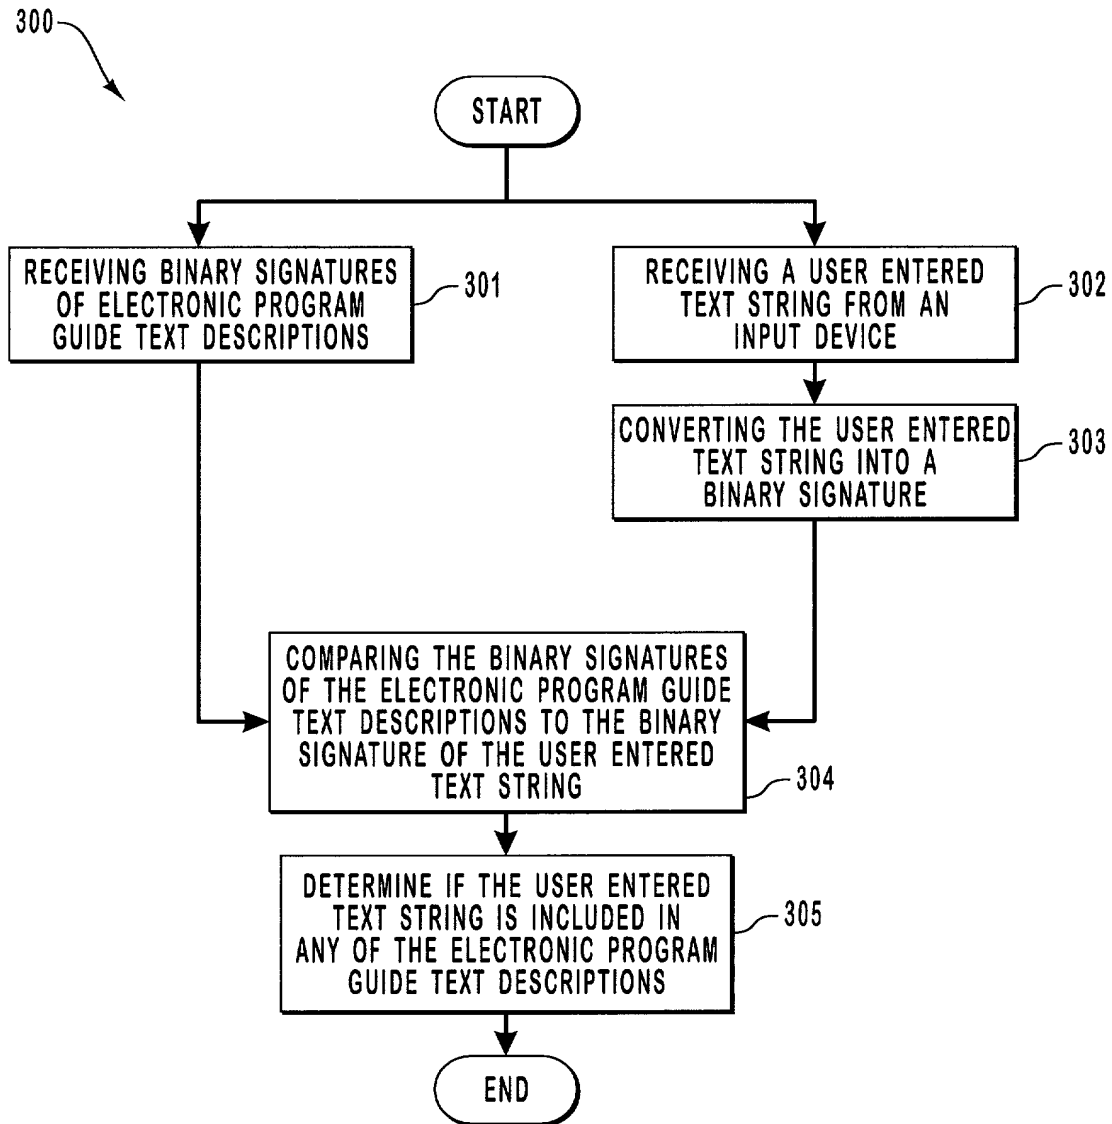 300
START
RECEIVING BINARY SIGNATURES
OF ELECTRONIC PROGRAM
GUIDE TEXT DESCRIPTIONS
301
RECEIVING A USER ENTERED
TEXT STRING FROM AN
INPUT DEVICE
302
CONVERTING THE USER ENTERED
TEXT STRING INTO A
BINARY SIGNATURE
303
COMPARING THE BINARY SIGNATURES
OF THE ELECTRONIC PROGRAM GUIDE
TEXT DESCRIPTIONS TO THE BINARY
SIGNATURE OF THE USER ENTERED
TEXT STRING
304
DETERMINE IF THE USER ENTERED
TEXT STRING IS INCLUDED IN
ANY OF THE ELECTRONIC PROGRAM
GUIDE TEXT DESCRIPTIONS
305
END